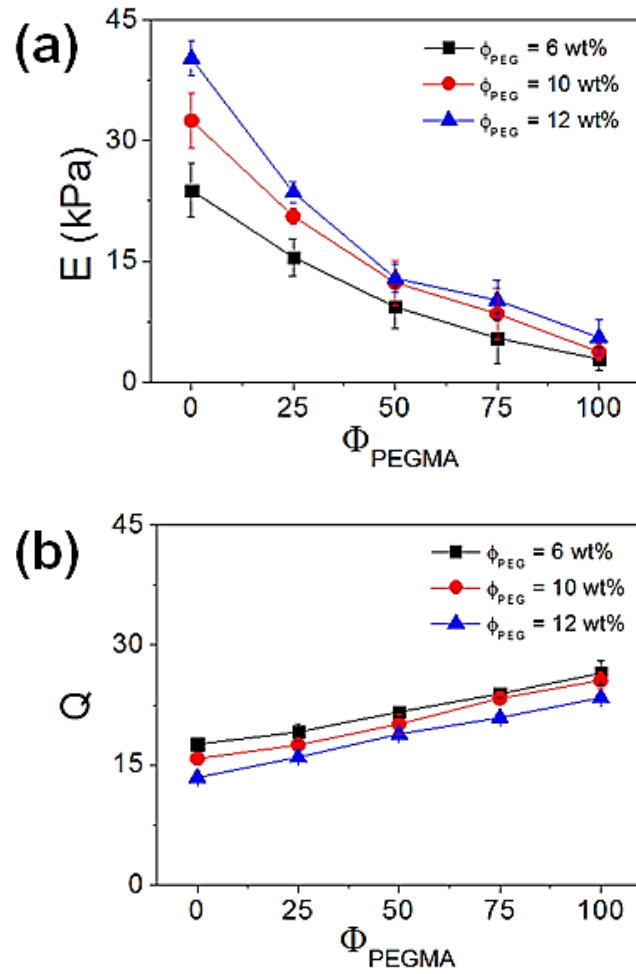 (a)
45
30
15
0
E (kPa)
ϕPEG = 6 wt%
ϕPEG = 10 wt%
ϕPEG = 12 wt%
0 25 50 75 100
ΦPEGMA
(b)
45
30
15
0
Q
ϕPEG = 6 wt%
ϕPEG = 10 wt%
ϕPEG = 12 wt%
0 25 50 75 100
ΦPEGMA